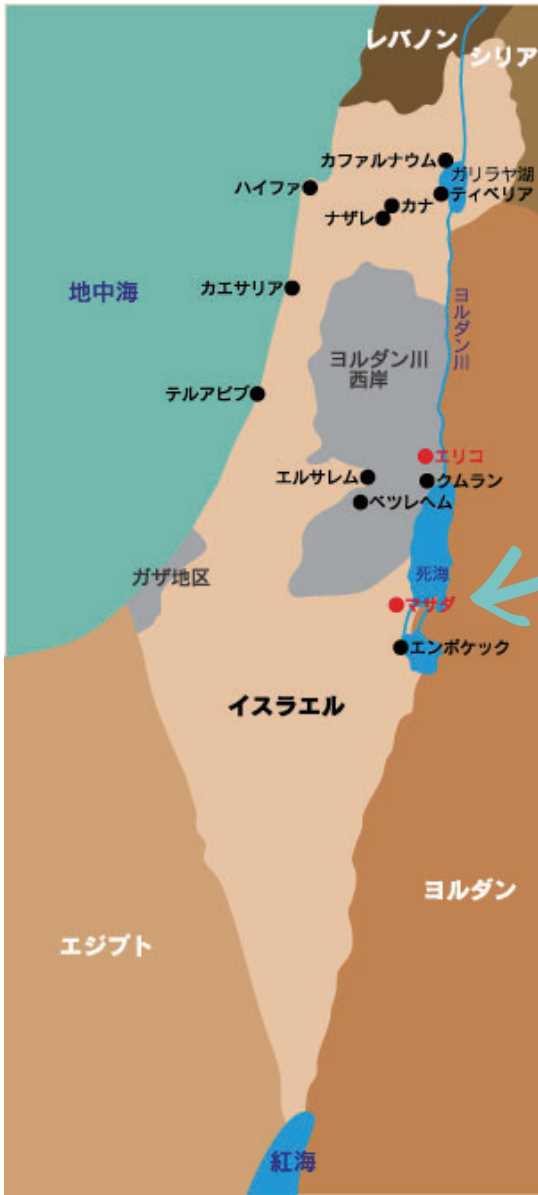 レバノン
シリア
カファルナウム
ガリラヤ湖
ハイファ
ティベリア
カナ
ナザレ
地中海
カエサリア
ヨルダン川
ヨルダン川
西岸
テルアビブ
エリコ
エルサレム
クムラン
ベツレヘム
ガザ地区
死海
マサダ
エンボケック
イスラエル
ヨルダン
エジプト
紅海